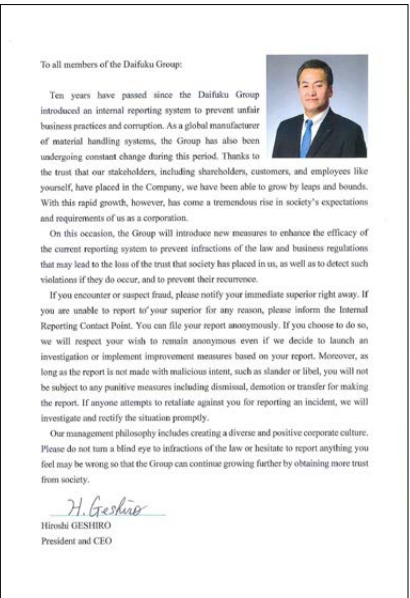 To all members of the Daifuku Group:
Ten years have passed since the Daifuku Group
introduced an internal reporting system to prevent unfair
business practices and corruption. As a global manufacturer
of material handling systems, the Group has also been
undergoing constant change during this period. Thanks to
the trust that our stakeholders, including shareholders, customers, and employees like
yourself, have placed in the Company, we have been able to grow by leaps and bounds.
With this rapid growth, however, has come a tremendous rise in society's expectations
and requirements of us as a corporation.
On this occasion, the Group will introduce new measures to enhance the efficacy of
the current reporting system to prevent infractions of the law and business regulations
that may lead to the loss of the trust that society has placed in us, as well as to detect such
violations if they do occur, and to prevent their recurrence.
If you encounter or suspect fraud, please notify your immediate superior right away. If
you are unable to report to your superior for any reason, please inform the Internal
Reporting Contact Point. You can file your report anonymously. If you choose to do so,
we will respect your wish to remain anonymous even if we decide to launch an
investigation or implement improvement measures based on your report. Moreover, as
long as the report is not made with malicious intent, such as slander or libel, you will not
be subject to any punitive measures including dismissal, demotion or transfer for making
the report. If anyone attempts to retaliate against you for reporting an incident, we will
investigate and rectify the situation promptly.
Our management philosophy includes creating a diverse and positive corporate culture.
Please do not turn a blind eye to infractions of the law or hesitate to report anything you
feel may be wrong so that the Group can continue growing further by obtaining more trust
from society.
H. Geshiro
Hiroshi GESHIRO
President and CEO